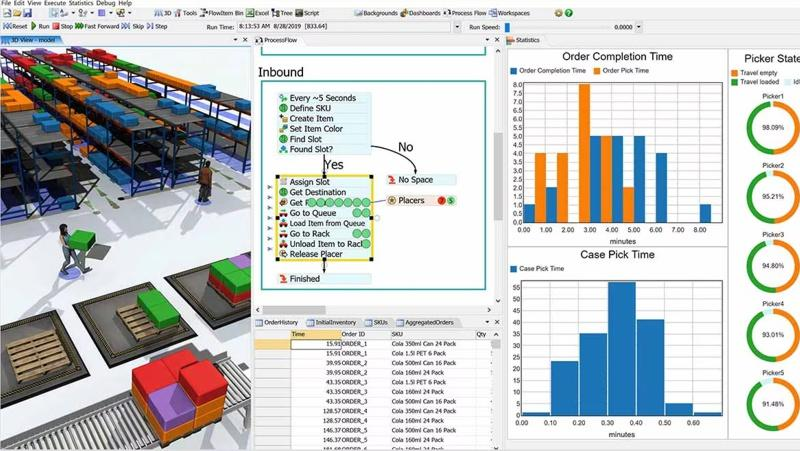 File Edit View Execute Statistics Debug Help
3D Tools FlowItem Bin Excel Tree Script Backgrounds Dashboards Process Flow Workspaces
Reset Run Stop Fast Forward Skip Step Run Time: 8:13:53 AM 8/28/2019 [833.64] Run Speed: 0.0000
3D View - model
ProcessFlow
Statistics
Inbound
Every ~5 Seconds
Define SKU
Create Item
Set Item Color
Find Slot
Found Slot?
No
Yes
No Space
Assign Slot
Get Destination
Get
Placers
7 5
Go to Queue
Load Item from Queue
Go to Rack
Unload Item to Rack
Release Placer
Finished
OrderHistory InitialInventory SKUs AggregatedOrders
Time Order ID SKU Qty
15.91 ORDER_1 Cola 350ml Can 24 Pack
15.91 ORDER_1 Cola 1.5l PET 6 Pack
39.95 ORDER_2 Cola 500ml Can 16 Pack
39.95 ORDER_2 Cola 160ml 24 Pack
43.35 ORDER_3 Cola 1.5l PET 6 Pack
43.35 ORDER_3 Cola 160ml 24 Pack
43.35 ORDER_3 Cola 500ml Can 16 Pack
128.57 ORDER_4 Cola 500ml Can 24 Pack
128.57 ORDER_4 Cola 160ml 24 Pack
146.37 ORDER_5 Cola 500ml Can 16 Pack
146.37 ORDER_5 Cola 160ml 24 Pack
ORDER_6 Cola 160ml 24 Pack
Order Completion Time
Order Completion Time Order Pick Time
8.0
7.5
7.0
6.5
6.0
5.5
5.0
4.5
4.0
3.5
3.0
2.5
2.0
1.5
1.0
0.5
0.0
0.00 1.00 2.00 3.00 4.00 5.00 6.00 7.00 8.00
minutes
Case Pick Time
Case Pick Time
55
50
45
40
35
30
25
20
15
10
5
0
0.00 0.10 0.20 0.30 0.40 0.50 0.60
minutes
Picker State
Travel empty
Travel loaded Idl
Picker1
98.09%
Picker2
95.21%
Picker3
94.80%
Picker4
93.01%
Picker5
91.48%